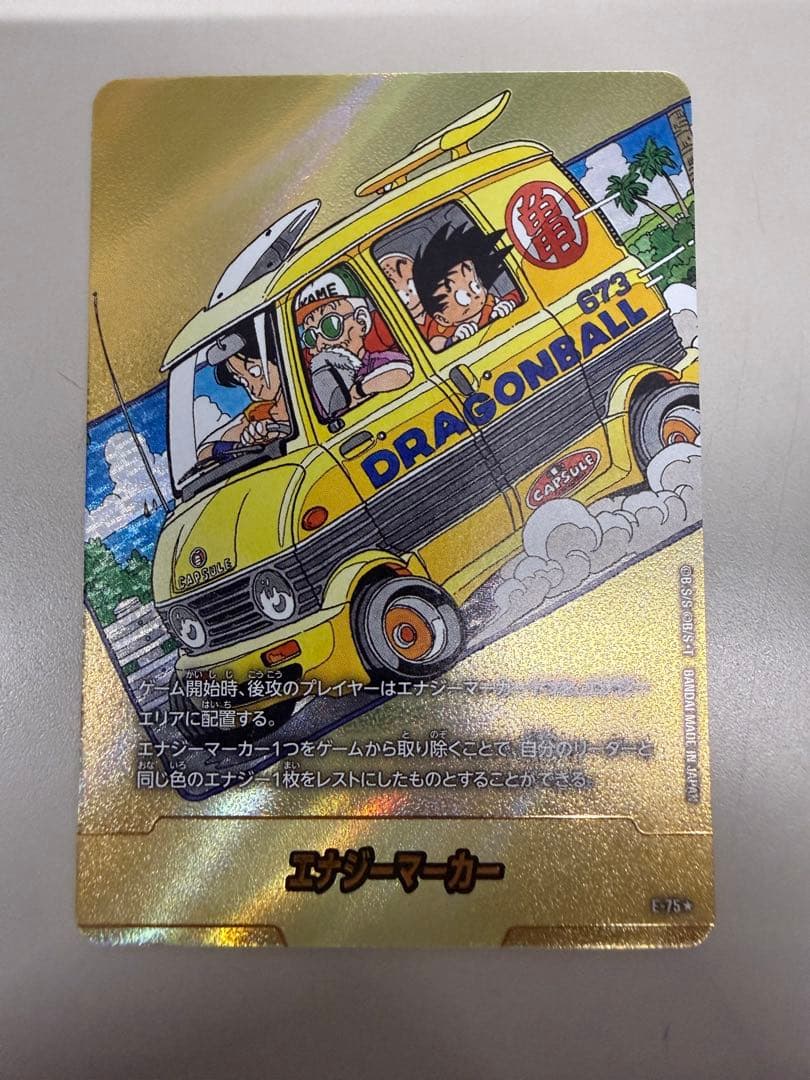 亀
KAME
673
DRAGONBALL
CAPSULE
CAPSULE
ゲーム開始時、後攻のプレイヤーはエナジーマーカー
エリアに配置する。
エナジーマーカー1つをゲームから取り除くことで、自分のリーダーと
同じ色のエナジー1枚をレストにしたものとすることができる。
エナジーマーカー
E-75★
©B.S/S ©B/S・T BANDAI MADE IN JAPAN